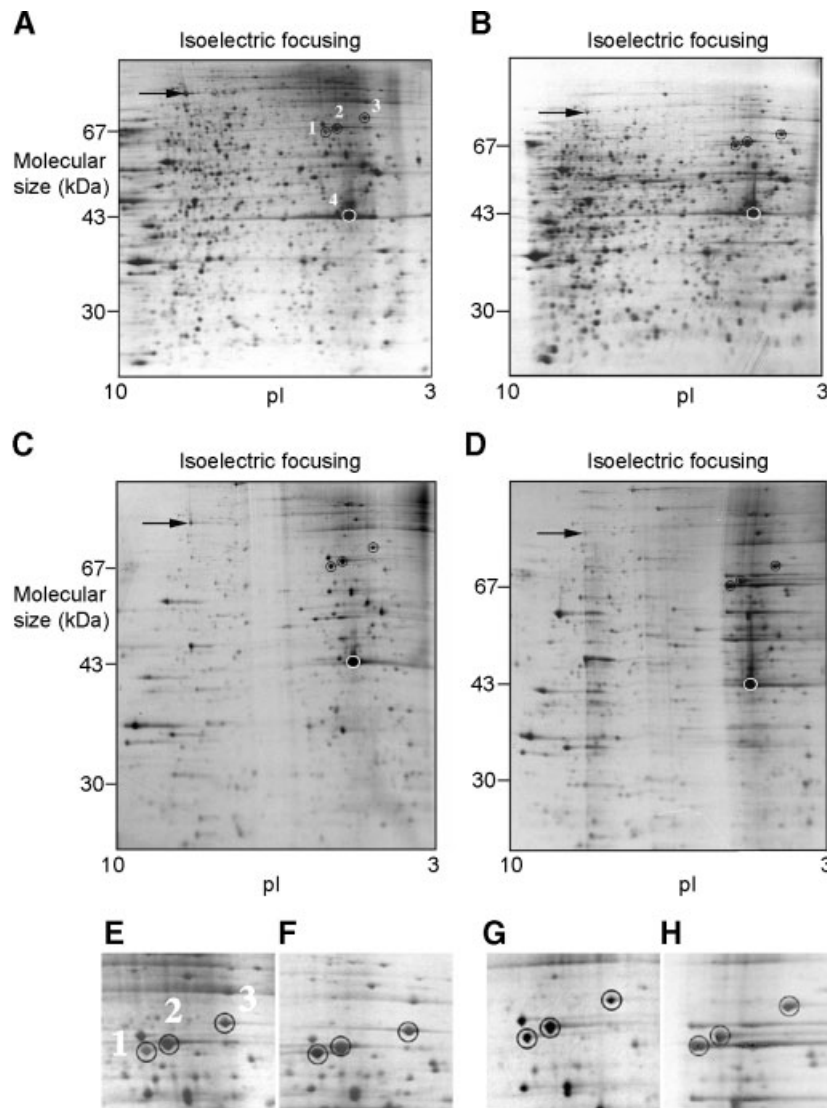 A
Isoelectric focusing
1 2 3
67
Molecular
size (kDa)
4
43
30
10 3
pI
B
Isoelectric focusing
67
43
30
10 3
pI
C
Isoelectric focusing
67
Molecular
size (kDa)
43
30
10 3
pI
D
Isoelectric focusing
67
43
30
10 3
pI
E
1 2 3
F
G
H